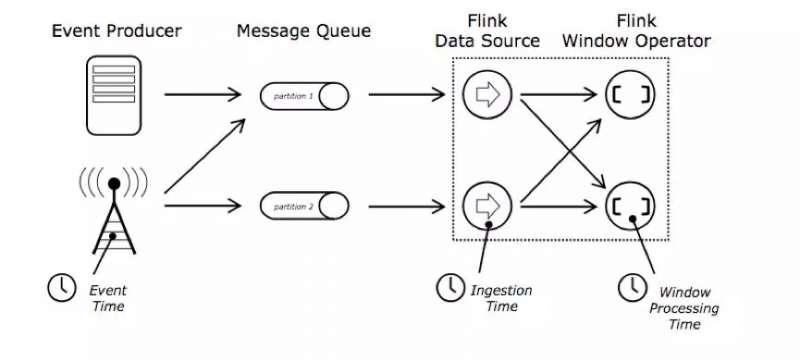 Event Producer
Message Queue
Flink
Data Source
Flink
Window Operator
partition 1
partition 2
Event
Time
Ingestion
Time
Window
Processing
Time